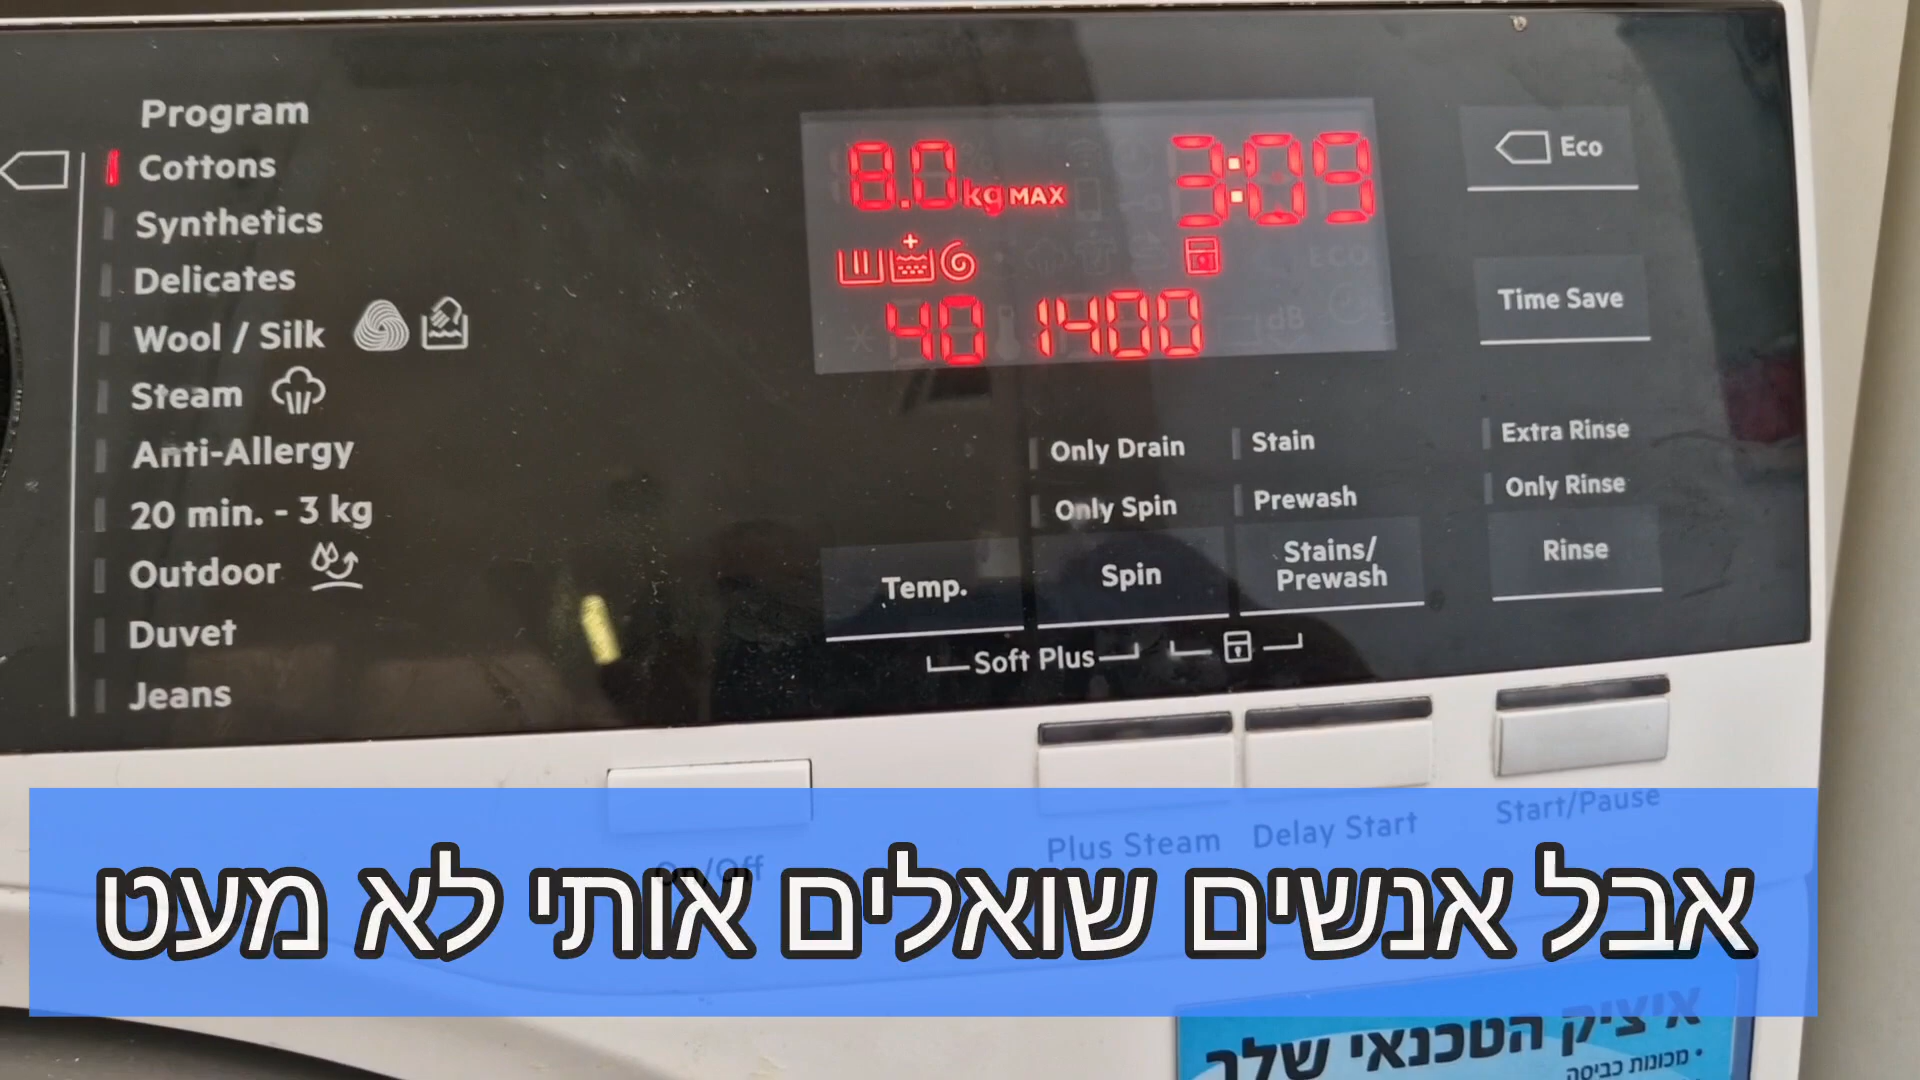 Program
Cottons
Synthetics
Delicates
Wool / Silk
Steam
Anti-Allergy
20 min. - 3 kg
Outdoor
Duvet
Jeans
8.0 kg MAX 3:09
40 1400
Eco
Time Save
Only Drain
Only Spin
Stain
Prewash
Extra Rinse
Only Rinse
Temp.
Spin
Stains/
Prewash
Rinse
Soft Plus
On/Off
Plus Steam
Delay Start
Start/Pause
אבל אנשים שואלים אותי לא מעט
איציק הטכנאי שלך
• מכונות כביסה